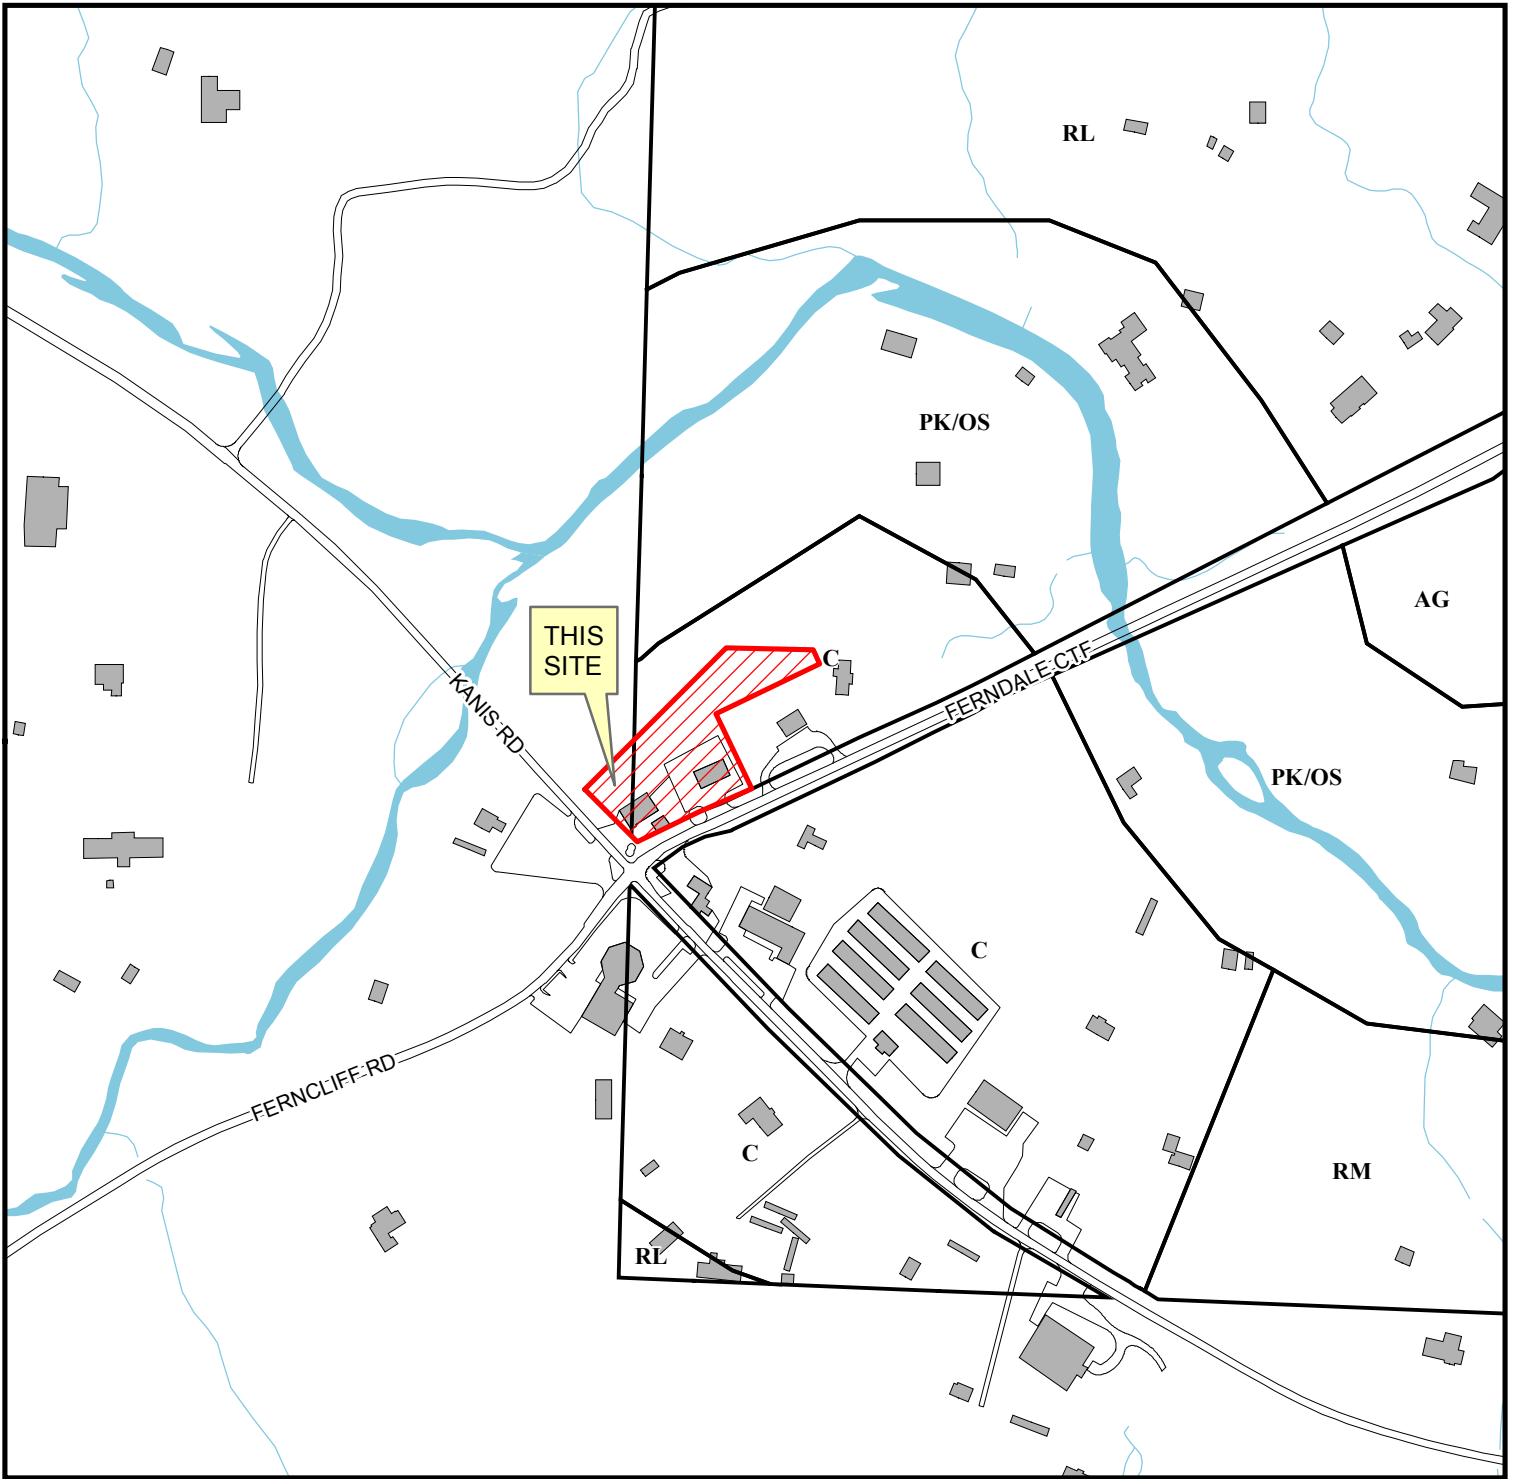 RL
PK/OS
AG
THIS
SITE
C
KANIS RD
FERNDALE CTF
PK/OS
C
FERNCLIFF RD
C
RM
RL